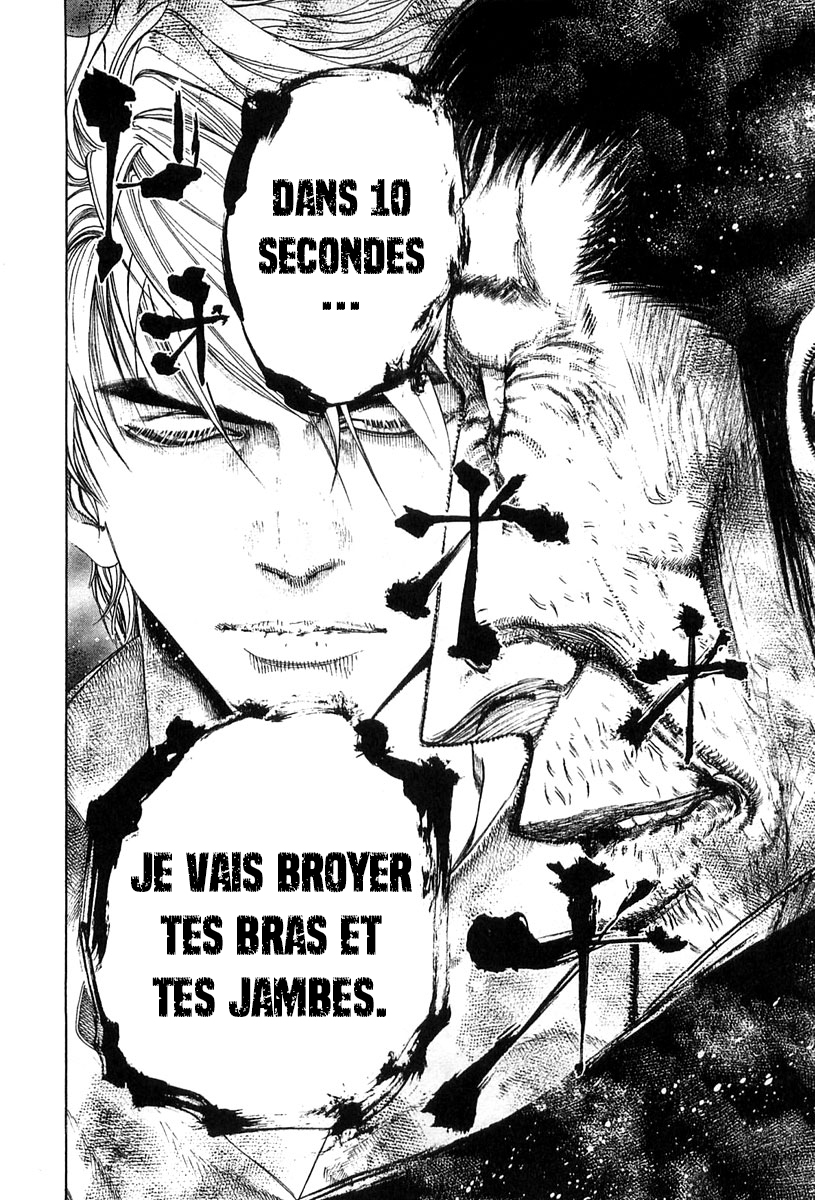 DANS 10
SECONDES
...
JE VAIS BROYER
TES BRAS ET
TES JAMBES.